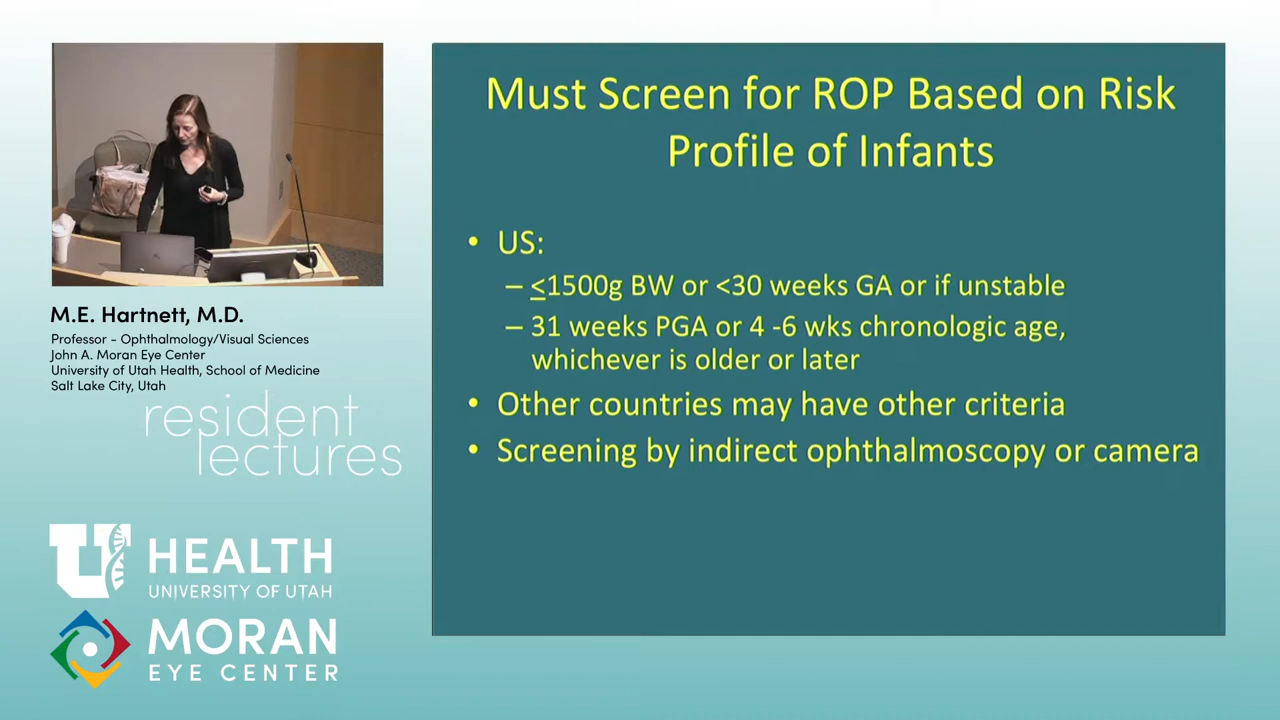 Must Screen for ROP Based on Risk
Profile of Infants
• US:
– ≤1500g BW or <30 weeks GA or if unstable
– 31 weeks PGA or 4 -6 wks chronologic age,
whichever is older or later
• Other countries may have other criteria
• Screening by indirect ophthalmoscopy or camera
M.E. Hartnett, M.D.
Professor - Ophthalmology/Visual Sciences
John A. Moran Eye Center
University of Utah Health, School of Medicine
Salt Lake City, Utah
resident
lectures
U HEALTH
UNIVERSITY OF UTAH
MORAN
EYE CENTER